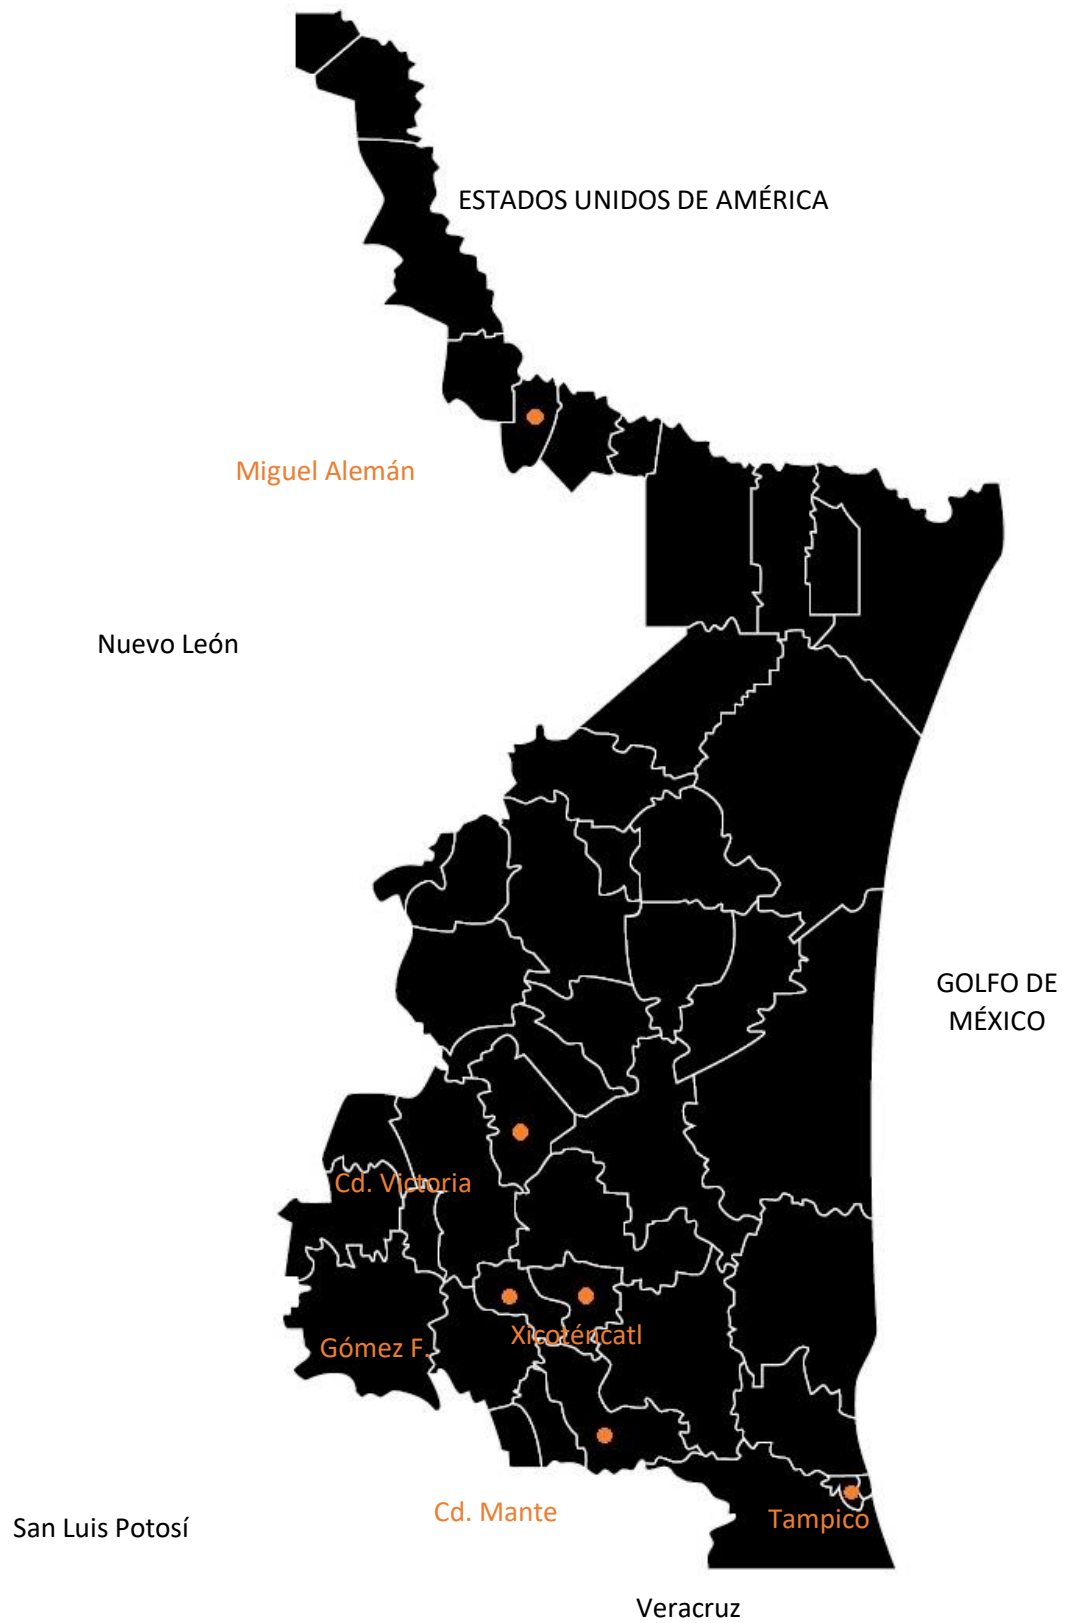 ESTADOS UNIDOS DE AMÉRICA
Miguel Alemán
Nuevo León
GOLFO DE
MÉXICO
Cd. Victoria
Xicoténcatl
Gómez F.
Cd. Mante
Tampico
San Luis Potosí
Veracruz